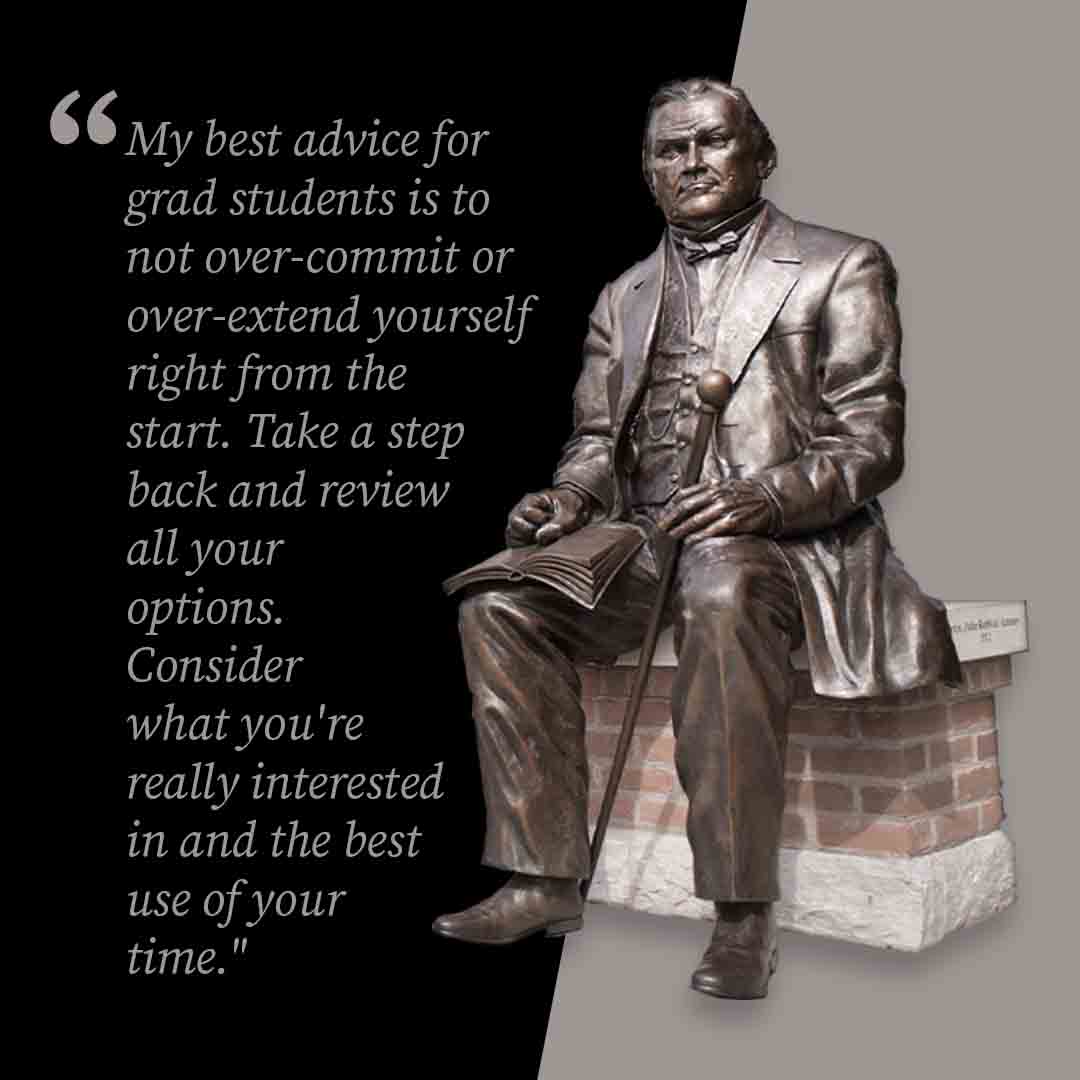 “My best advice for
grad students is to
not over-commit or
over-extend yourself
right from the
start. Take a step
back and review
all your
options.
Consider
what you're
really interested
in and the best
use of your
time."